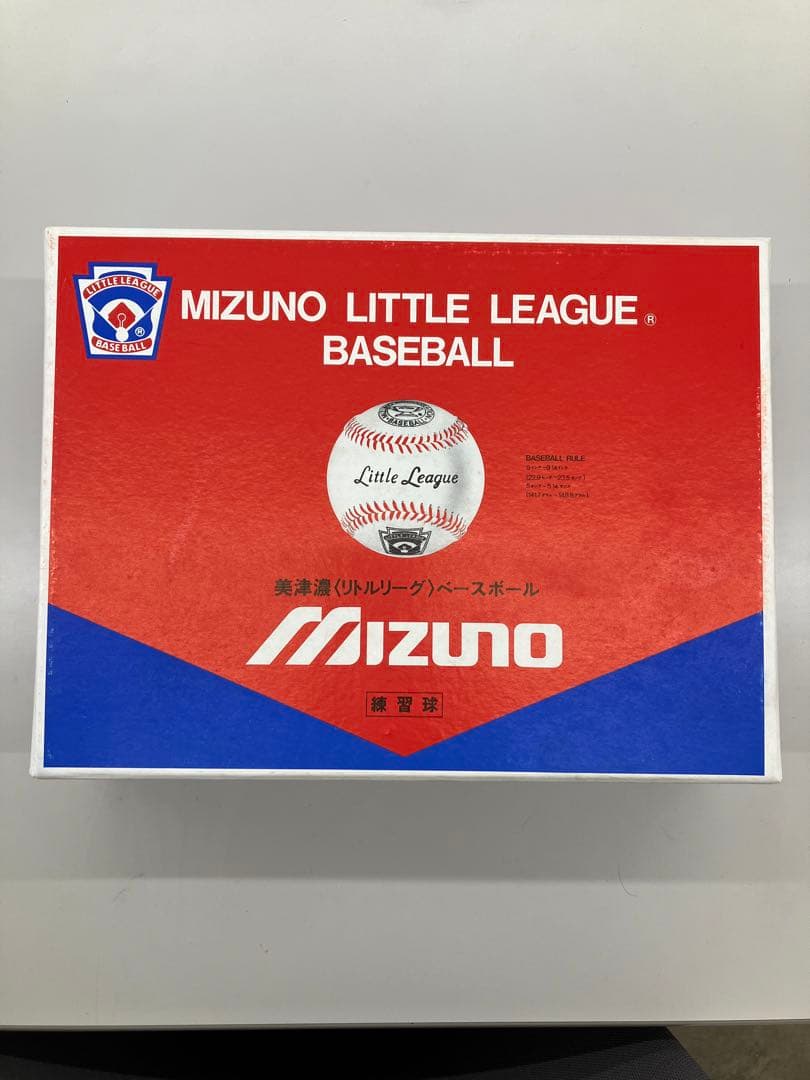 LITTLE LEAGUE
®
BASEBALL
MIZUNO LITTLE LEAGUE®
BASEBALL
BASEBALL
Little League
BASEBALL RULE
美津濃〈リトルリーグ〉ベースボール
MIZUNO
練習球